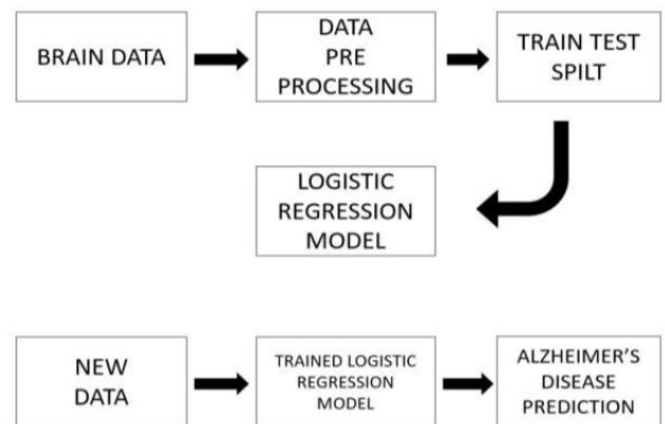 BRAIN DATA
DATA
PRE
PROCESSING
TRAIN TEST
SPILT
LOGISTIC
REGRESSION
MODEL
NEW
DATA
TRAINED LOGISTIC
REGRESSION
MODEL
ALZHEIMER'S
DISEASE
PREDICTION